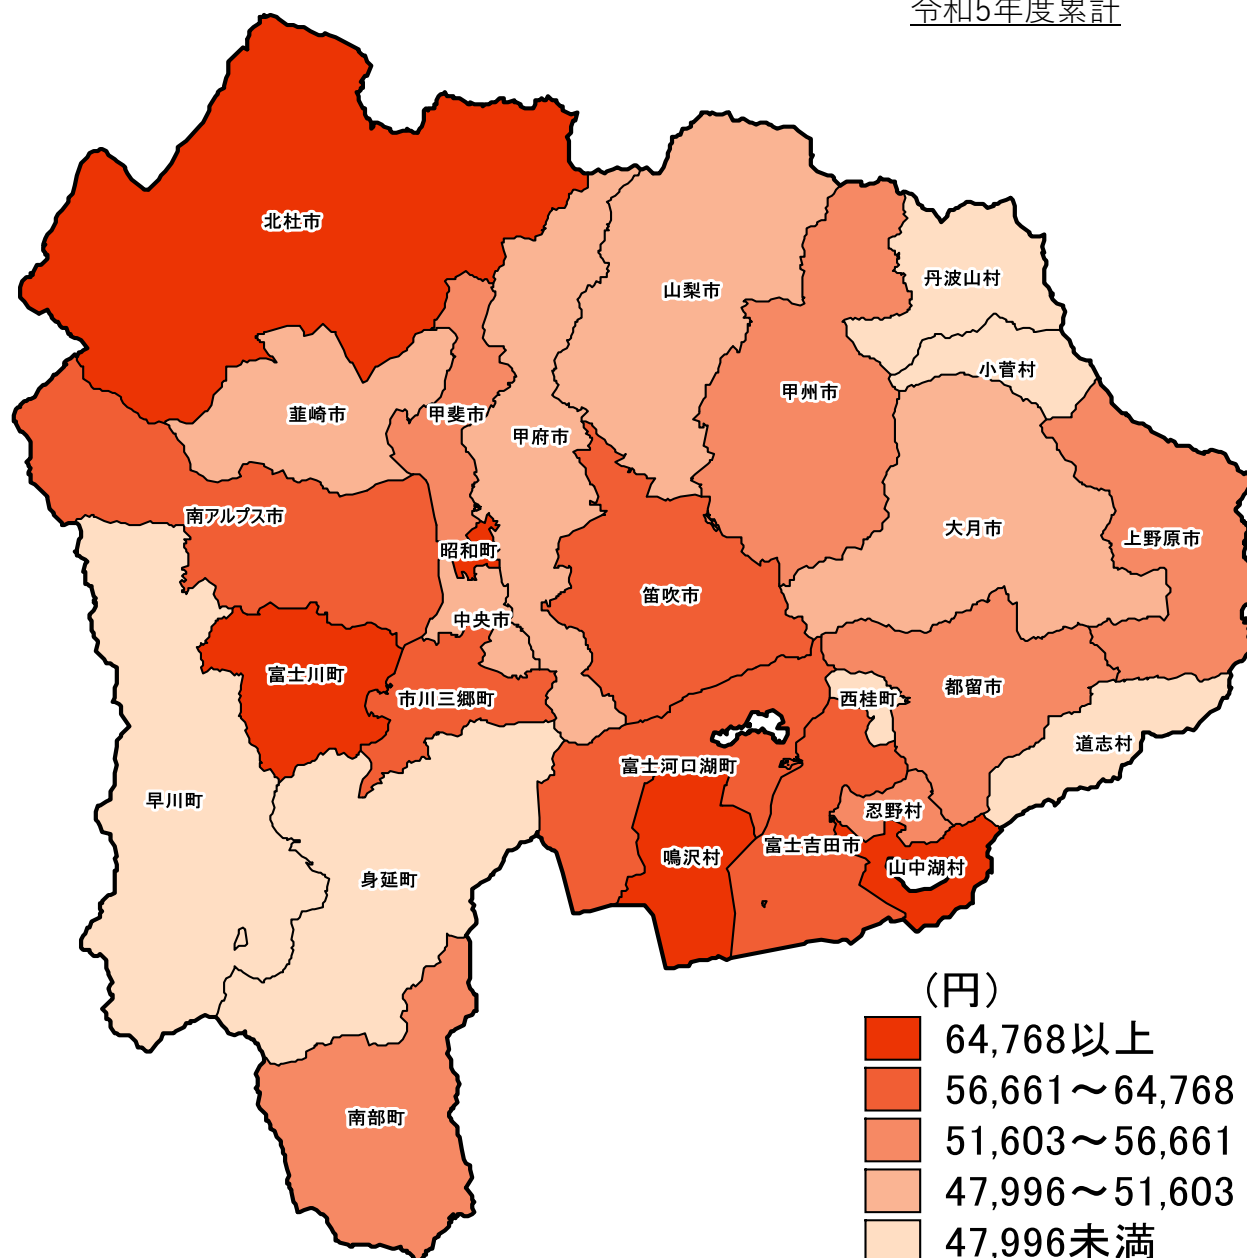 令和5年度累計
北杜市
丹波山村
山梨市
小菅村
甲州市
韮崎市
甲斐市
甲府市
南アルプス市
大月市
上野原市
昭和町
笛吹市
中央市
富士川町
市川三郷町
西桂町
都留市
道志村
富士河口湖町
早川町
忍野村
富士吉田市
鳴沢村
山中湖村
身延町
南部町
(円)
64,768以上
56,661～64,768
51,603～56,661
47,996～51,603
47,996未満